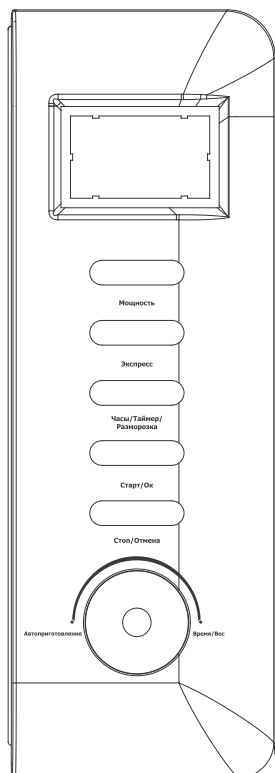 Мощность
Экспресс
Часы/Таймер/
Разморозка
Старт/Ок
Стоп/Отмена
Автоприготовление
Время/Вес